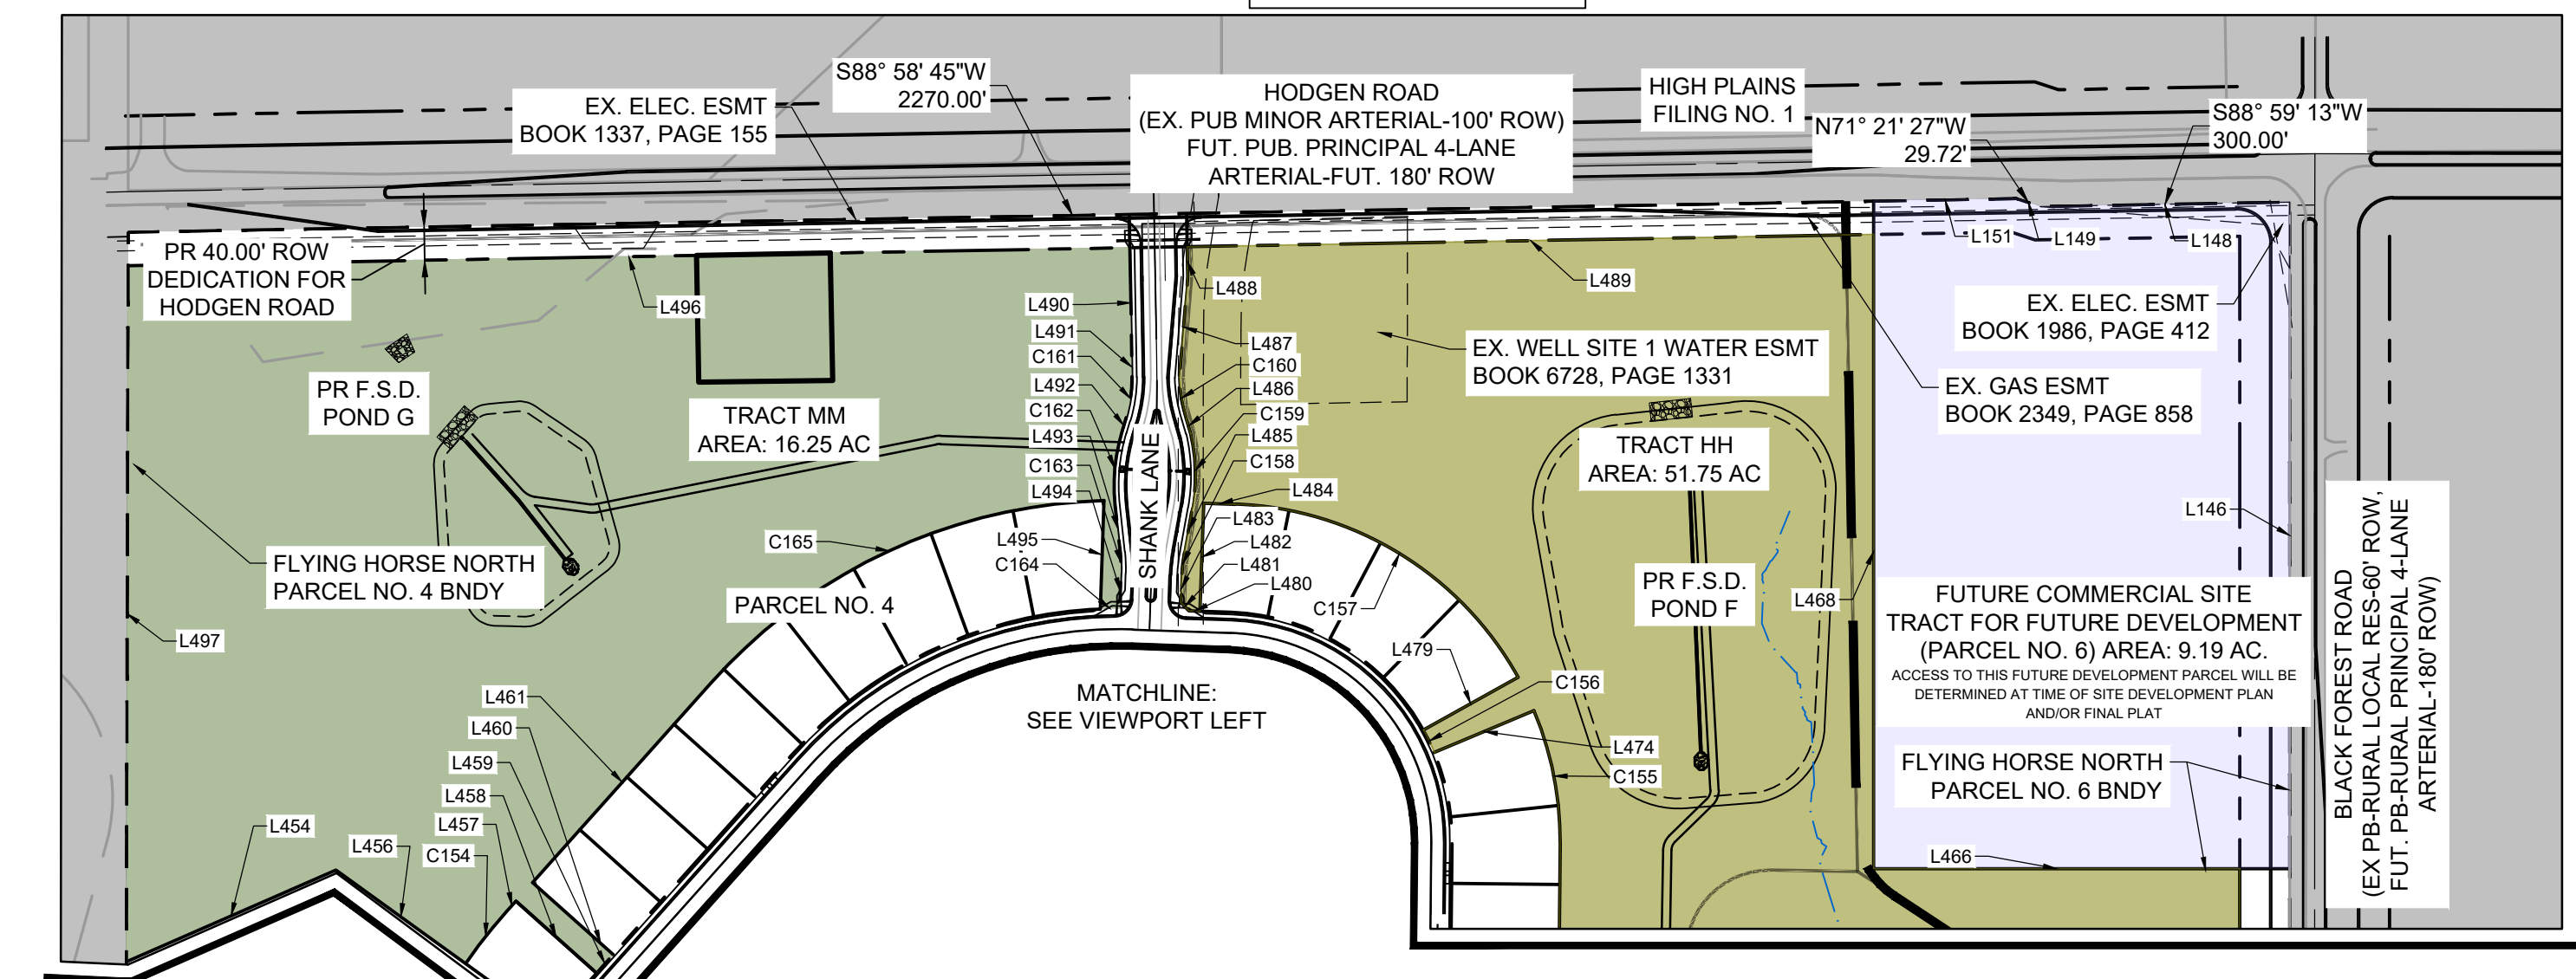 S88° 58' 45"W
2270.00'
EX. ELEC. ESMT
BOOK 1337, PAGE 155
HODGEN ROAD
(EX. PUB MINOR ARTERIAL-100' ROW)
FUT. PUB. PRINCIPAL 4-LANE
ARTERIAL-FUT. 180' ROW
HIGH PLAINS
FILING NO. 1
N71° 21' 27"W
29.72'
S88° 59' 13"W
300.00'
PR 40.00' ROW
DEDICATION FOR
HODGEN ROAD
L496
L490
L491
C161
L492
C162
L493
C163
L494
L495
C164
L488
L487
C160
L486
C159
L485
C158
L484
L483
L482
L481
L480
L489
L151
L149
L148
EX. ELEC. ESMT
BOOK 1986, PAGE 412
EX. WELL SITE 1 WATER ESMT
BOOK 6728, PAGE 1331
EX. GAS ESMT
BOOK 2349, PAGE 858
PR F.S.D.
POND G
TRACT MM
AREA: 16.25 AC
SHANK LANE
TRACT HH
AREA: 51.75 AC
L146
C165
FLYING HORSE NORTH
PARCEL NO. 4 BNDY
PARCEL NO. 4
C157
PR F.S.D.
POND F
L468
FUTURE COMMERCIAL SITE
TRACT FOR FUTURE DEVELOPMENT
(PARCEL NO. 6) AREA: 9.19 AC.
ACCESS TO THIS FUTURE DEVELOPMENT PARCEL WILL BE
DETERMINED AT TIME OF SITE DEVELOPMENT PLAN
AND/OR FINAL PLAT
L497
L479
C156
MATCHLINE:
SEE VIEWPORT LEFT
L461
L460
L459
L458
L457
C154
L454
L456
L474
C155
FLYING HORSE NORTH
PARCEL NO. 6 BNDY
L466
BLACK FOREST ROAD
(EX PB-RURAL LOCAL RES-60' ROW,
FUT. PB-RURAL PRINCIPAL 4-LANE
ARTERIAL-180' ROW)